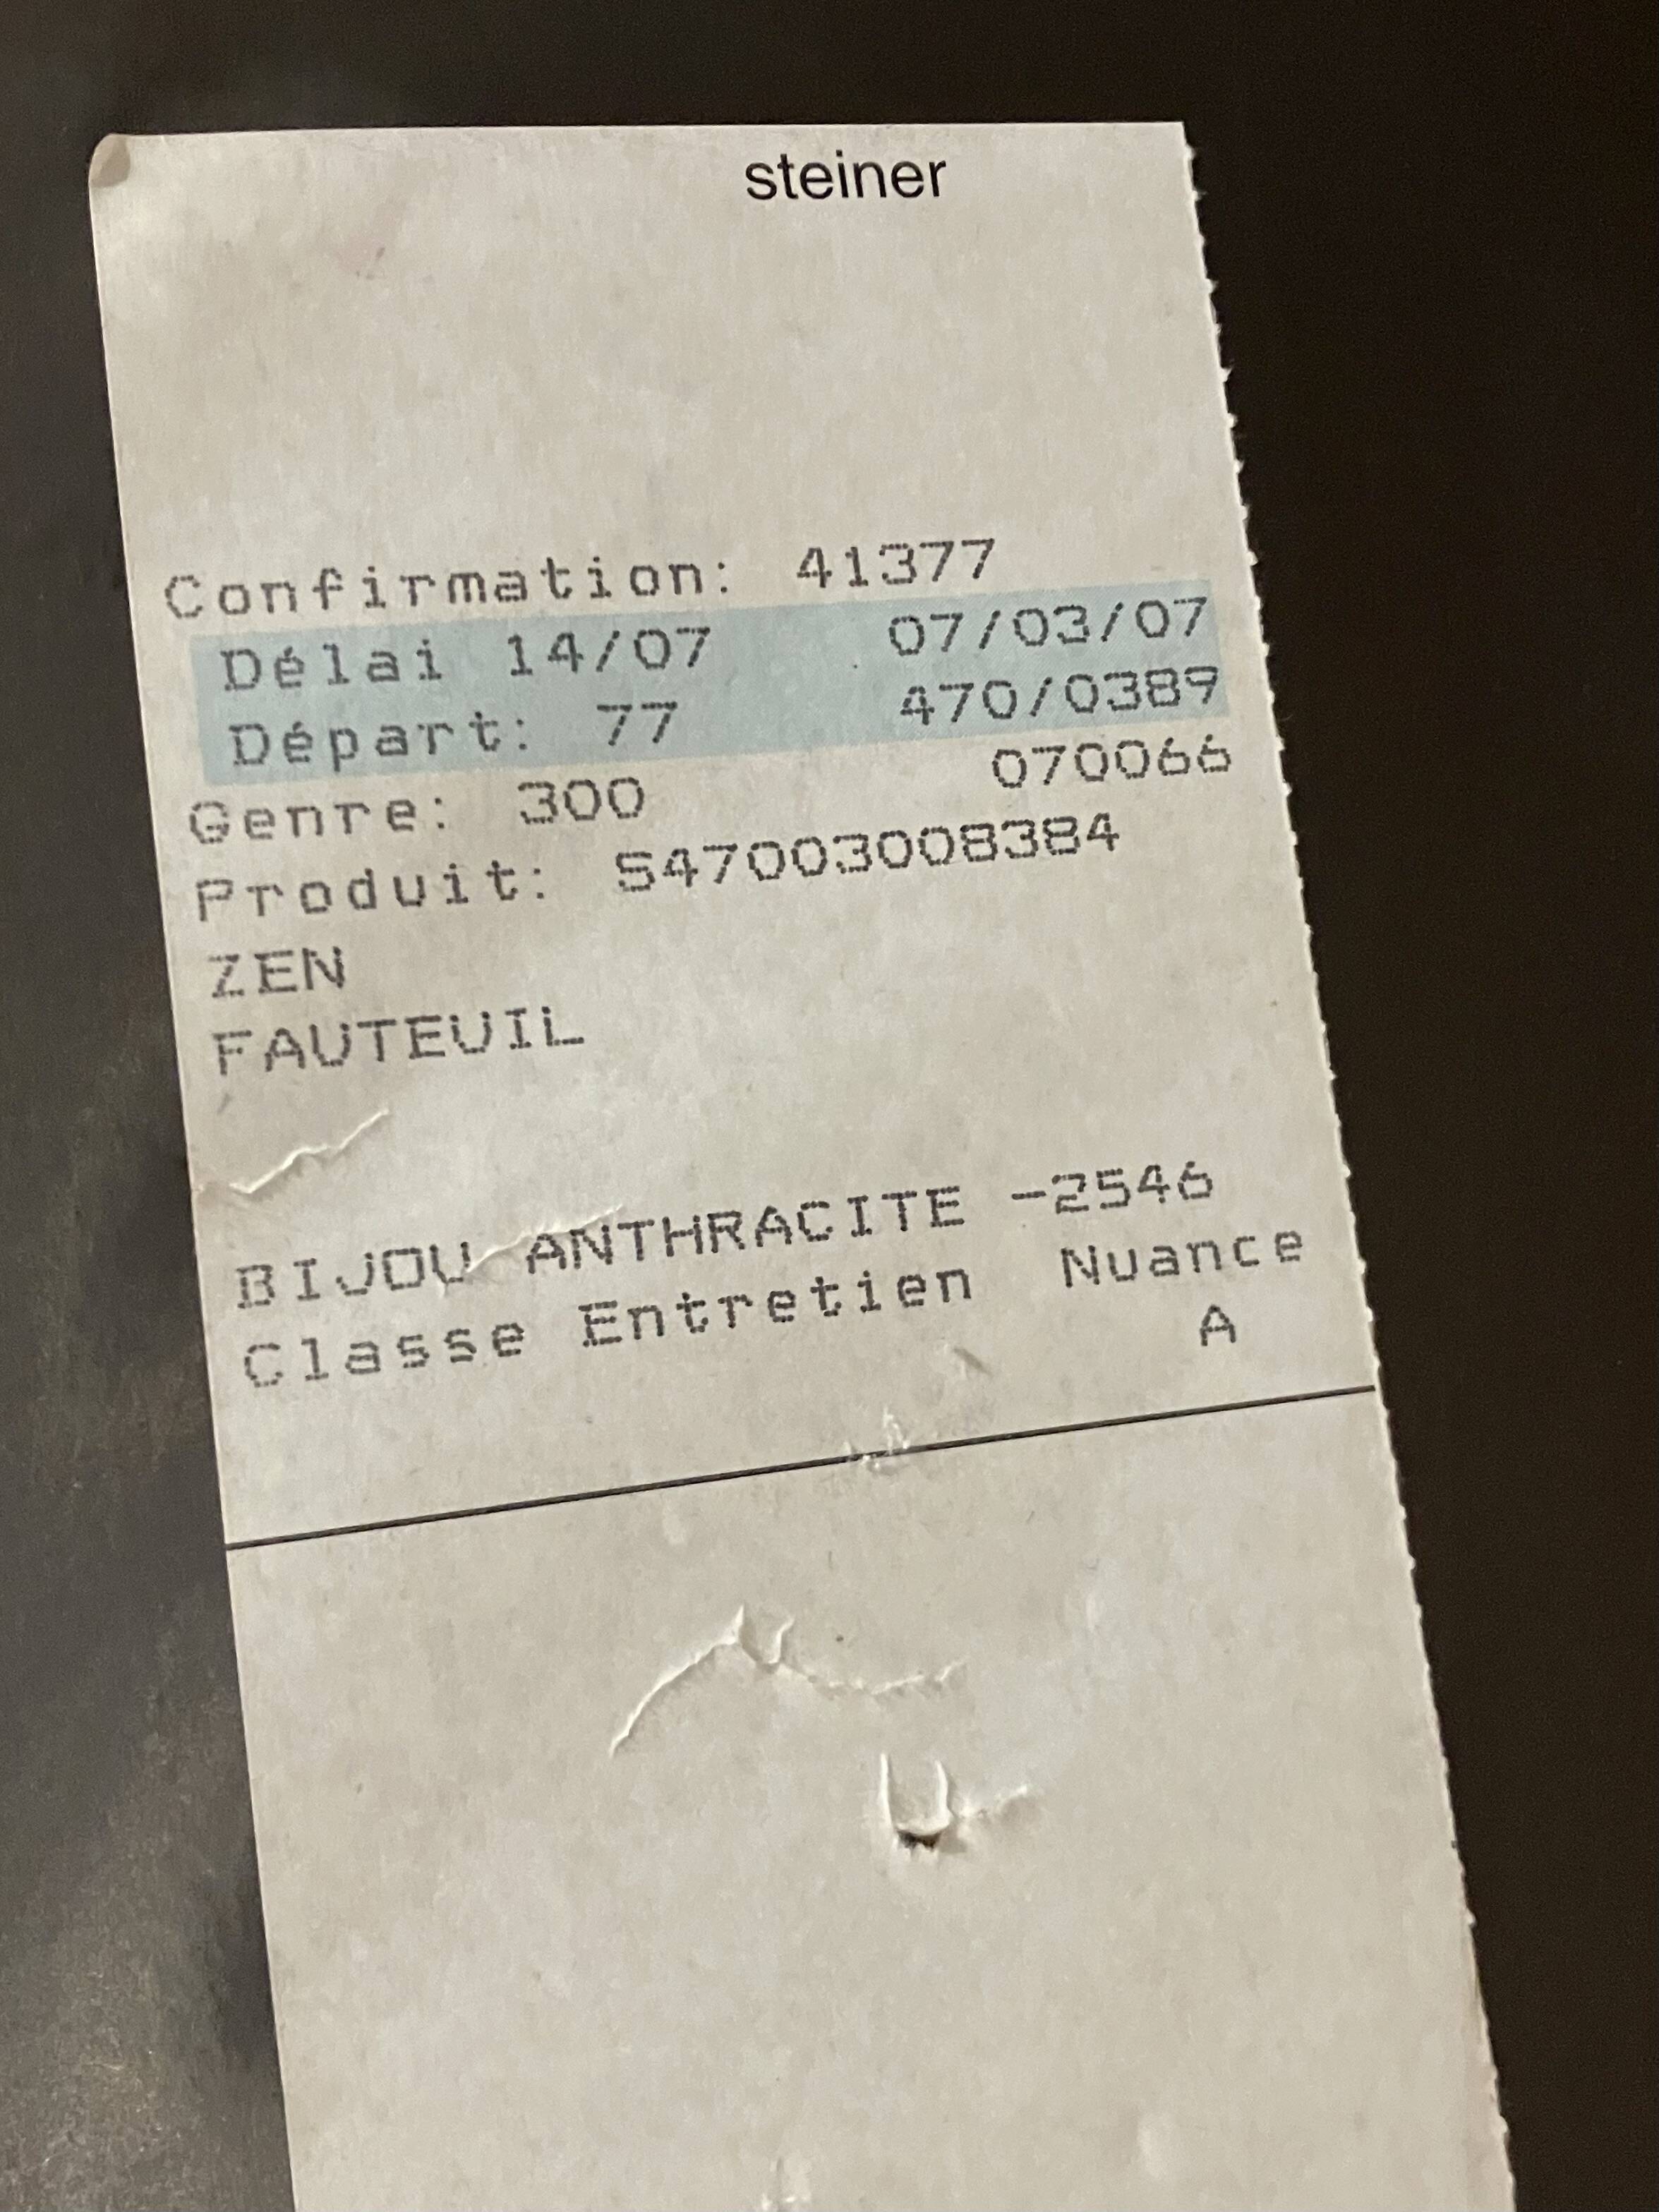 steiner
Confirmation: 41377
Délai 14/07 07/03/07
Départ: 77 470/0389
Genre: 300 070066
Produit: S47003008384
ZEN
FAUTEUIL
BIJOU ANTHRACITE -2546
Classe Entretien Nuance
A